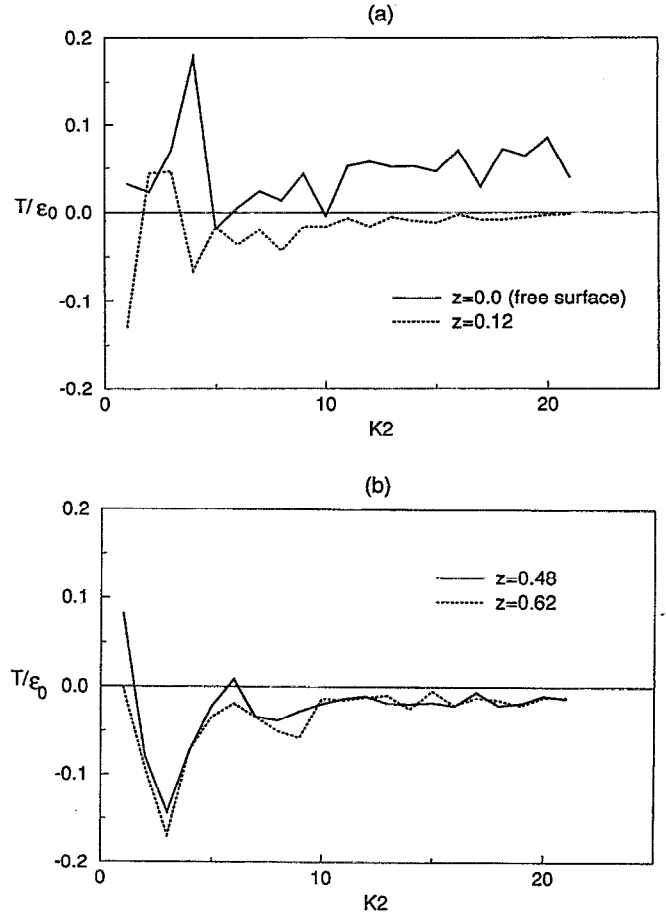 (a)
0.2
0.1
T/ε₀ 0.0
-0.1
-0.2
z=0.0 (free surface)
z=0.12
0 10 20
K2
(b)
0.2
0.1
T/ε₀ 0.0
-0.1
-0.2
z=0.48
z=0.62
0 10 20
K2